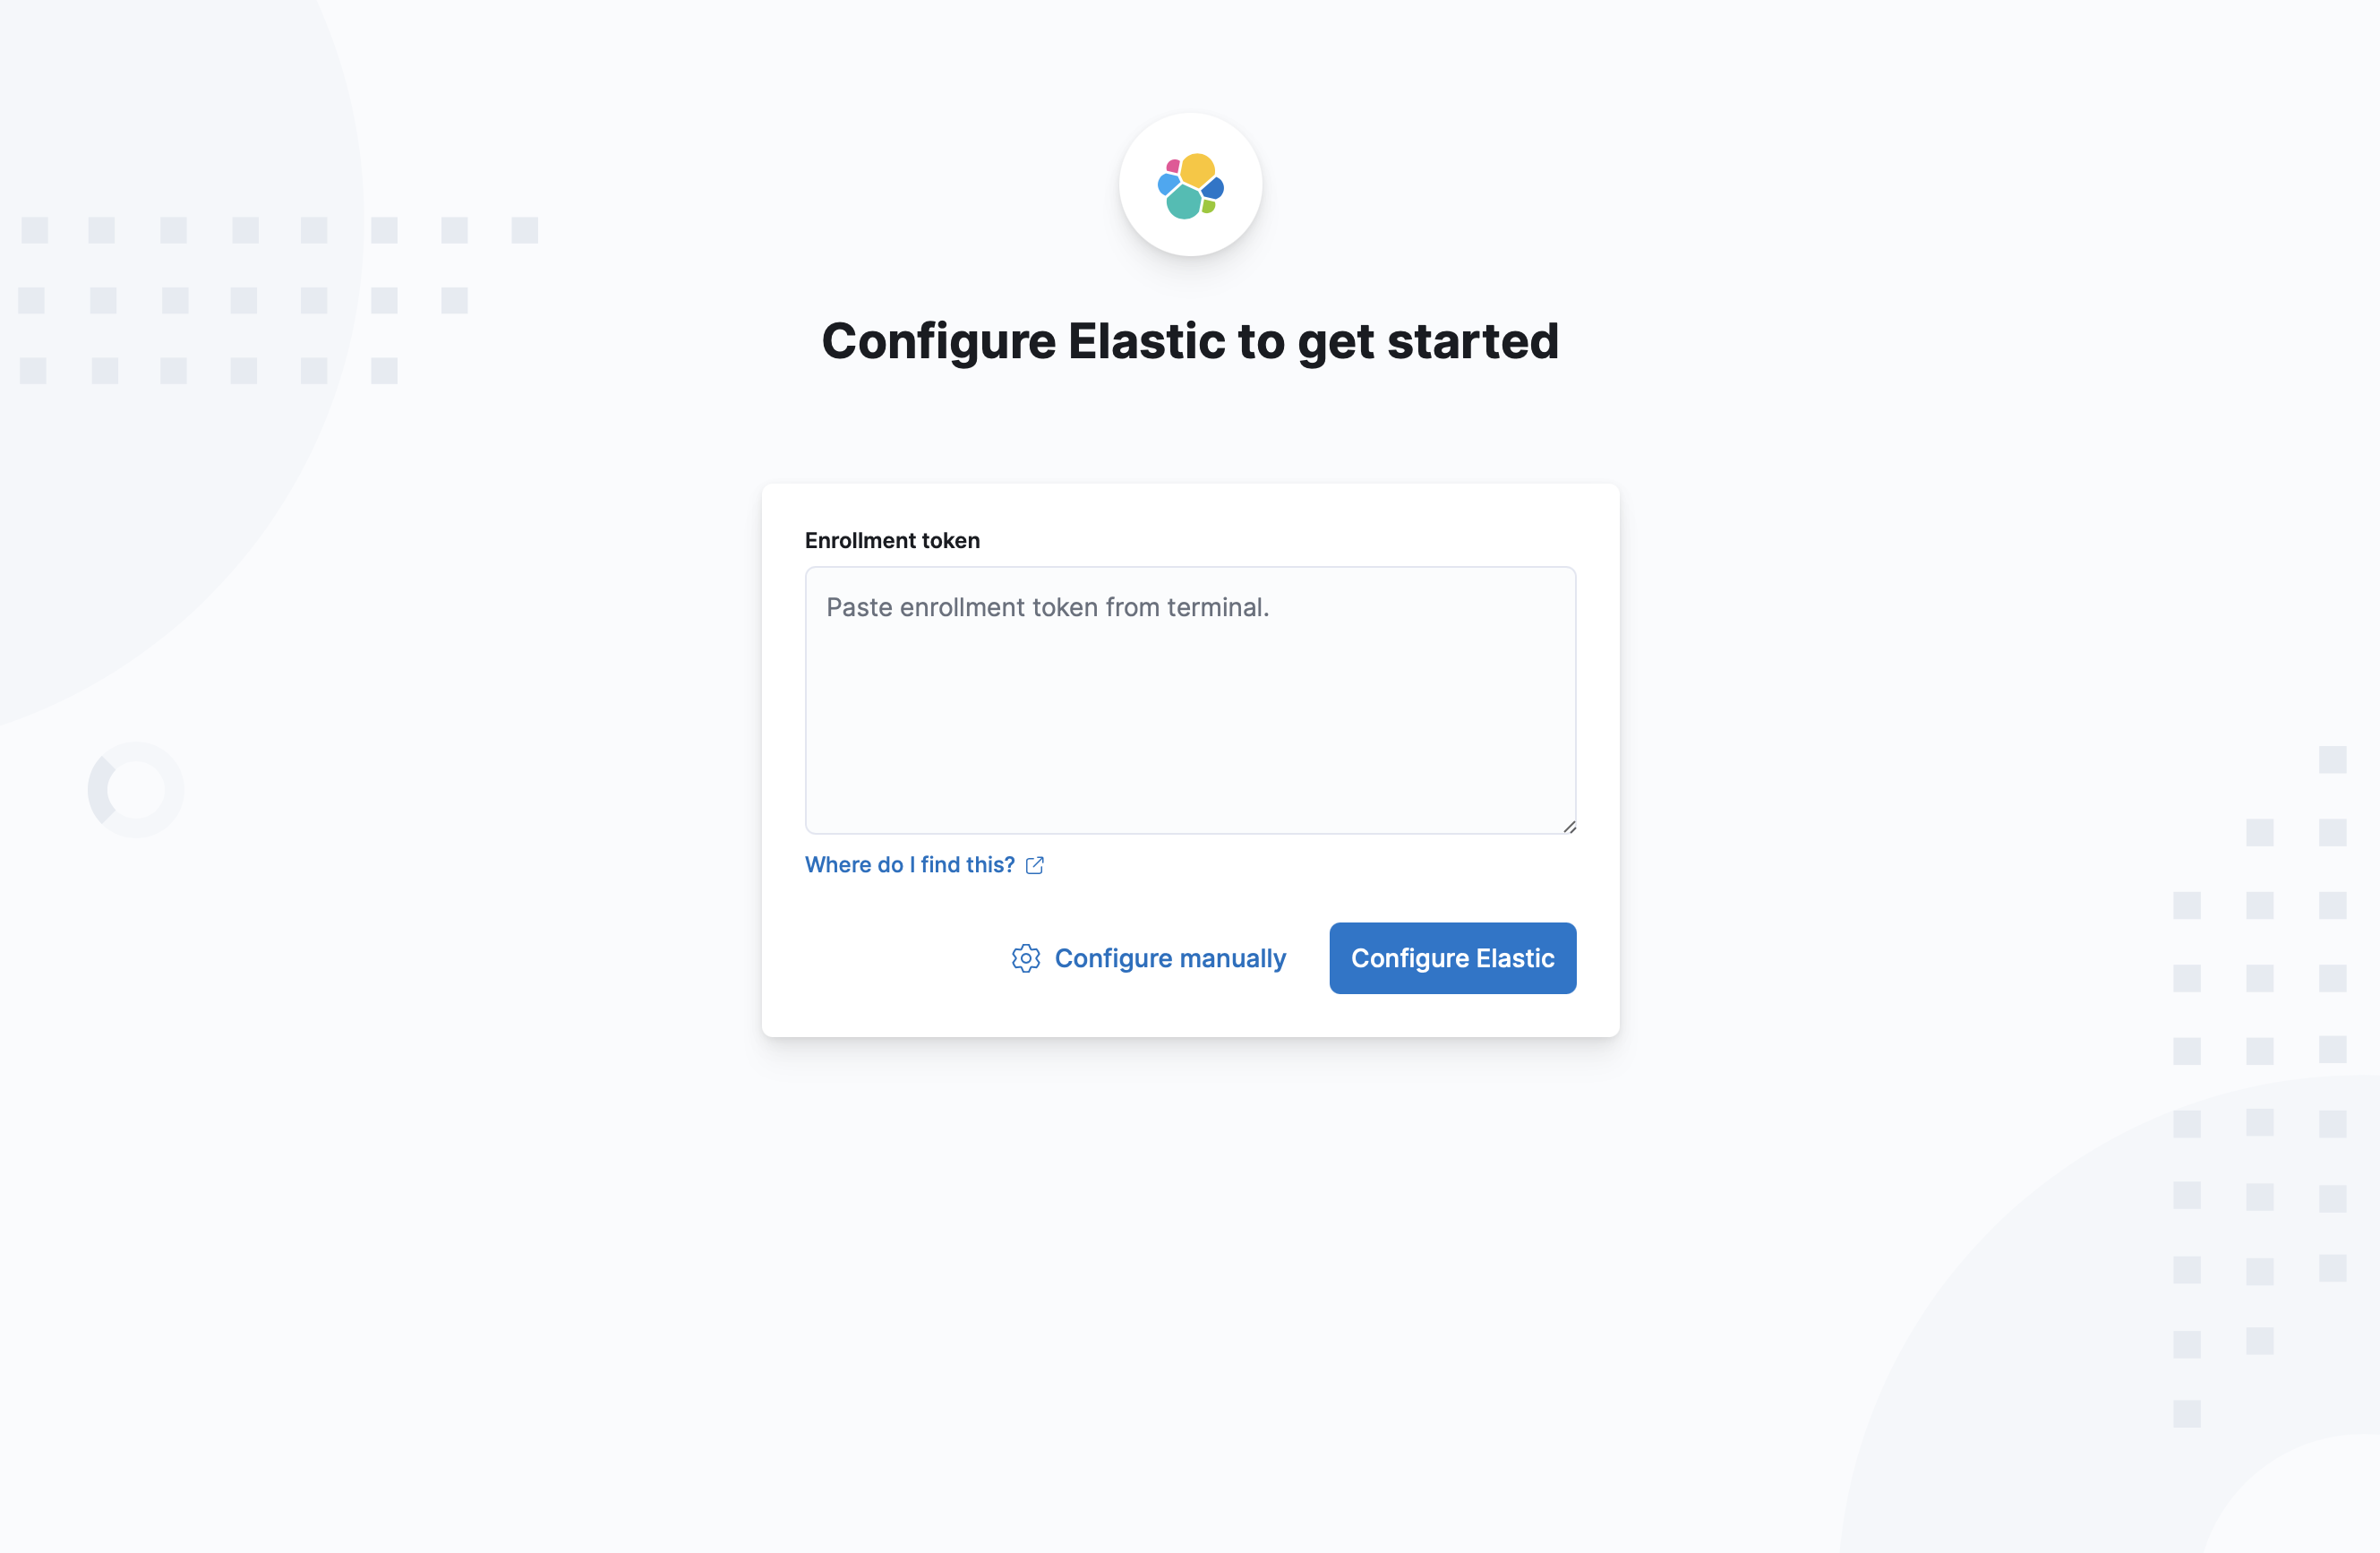 Configure Elastic to get started
Enrollment token
Paste enrollment token from terminal.
Where do I find this?
Configure manually
Configure Elastic